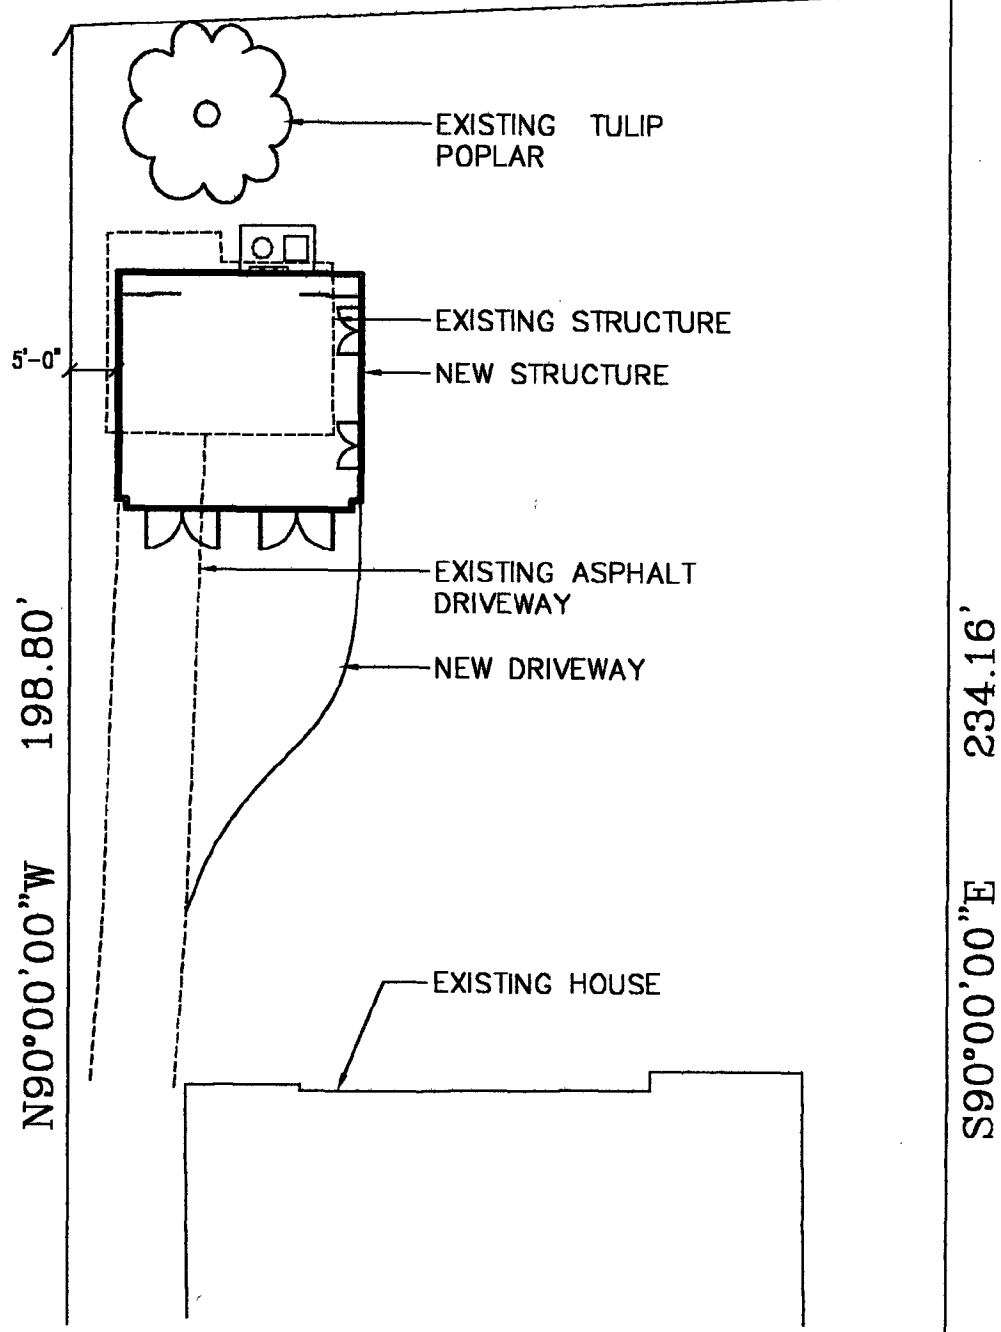 EXISTING TULIP
POPLAR
EXISTING STRUCTURE
5'-0"
NEW STRUCTURE
EXISTING ASPHALT
DRIVEWAY
NEW DRIVEWAY
EXISTING HOUSE
N90°00'00"W 198.80'
S90°00'00"E 234.16'